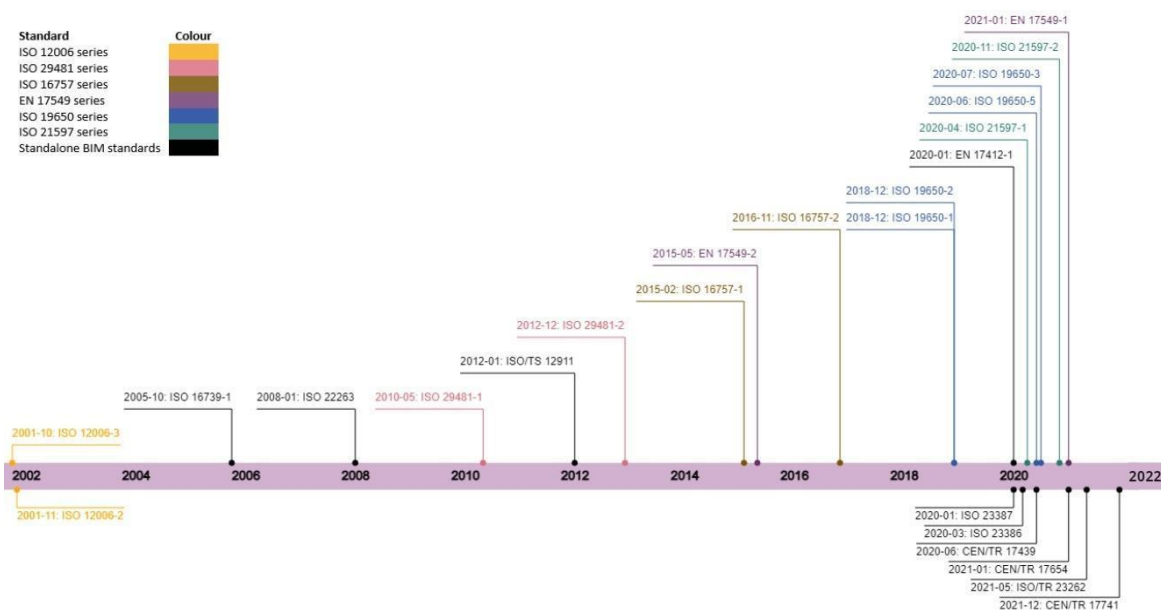 Standard Colour
ISO 12006 series
ISO 29481 series
ISO 16757 series
EN 17549 series
ISO 19650 series
ISO 21597 series
Standalone BIM standards
2021-01: EN 17549-1
2020-11: ISO 21597-2
2020-07: ISO 19650-3
2020-06: ISO 19650-5
2020-04: ISO 21597-1
2020-01: EN 17412-1
2018-12: ISO 19650-2
2016-11: ISO 16757-2
2018-12: ISO 19650-1
2015-05: EN 17549-2
2015-02: ISO 16757-1
2012-12: ISO 29481-2
2012-01: ISO/TS 12911
2005-10: ISO 16739-1
2008-01: ISO 22263
2010-05: ISO 29481-1
2001-10: ISO 12006-3
2002 2004 2006 2008 2010 2012 2014 2016 2018 2020 2022
2001-11: ISO 12006-2
2020-01: ISO 23387
2020-03: ISO 23386
2020-06: CEN/TR 17439
2021-01: CEN/TR 17654
2021-05: ISO/TR 23262
2021-12: CEN/TR 17741